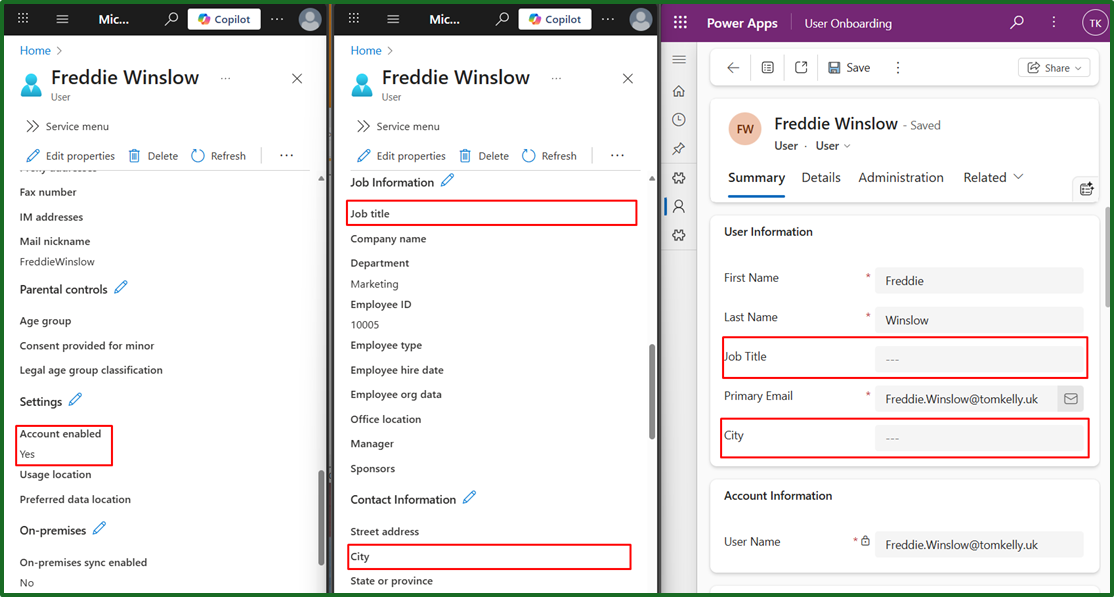 Mic...
Copilot
Home
Freddie Winslow
User
Service menu
Edit properties Delete Refresh
Fax number
IM addresses
Mail nickname
FreddieWinslow
Parental controls
Age group
Consent provided for minor
Legal age group classification
Settings
Account enabled
Yes
Usage location
Preferred data location
On-premises
On-premises sync enabled
No
Mic...
Copilot
Home
Freddie Winslow
User
Service menu
Edit properties Delete Refresh
Job Information
Job title
Company name
Department
Marketing
Employee ID
10005
Employee type
Employee hire date
Employee org data
Office location
Manager
Sponsors
Contact Information
Street address
City
State or province
Power Apps User Onboarding TK
Save Share
FW
Freddie Winslow - Saved
User · User
Summary Details Administration Related
User Information
First Name * Freddie
Last Name * Winslow
Job Title ---
Primary Email * Freddie.Winslow@tomkelly.uk
City ---
Account Information
User Name * Freddie.Winslow@tomkelly.uk